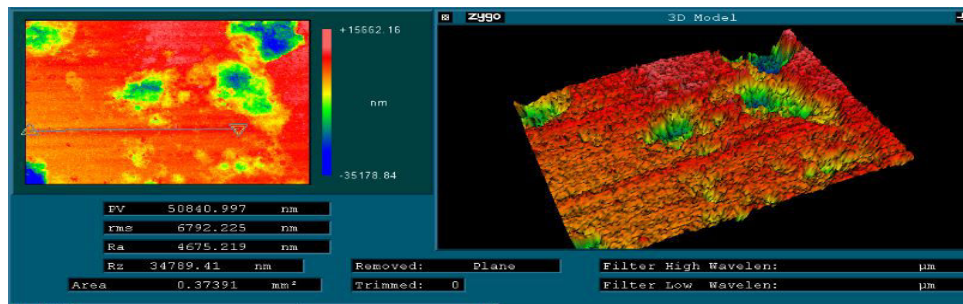 +15662.16
nm
-35178.84
zygo 3D Model
PV 50840.997 nm
rms 6792.225 nm
Ra 4675.219 nm
Rz 34789.41 nm
Area 0.37391 mm²
Removed: Plane
Trimmed: 0
Filter High Wavelen: µm
Filter Low Wavelen: µm